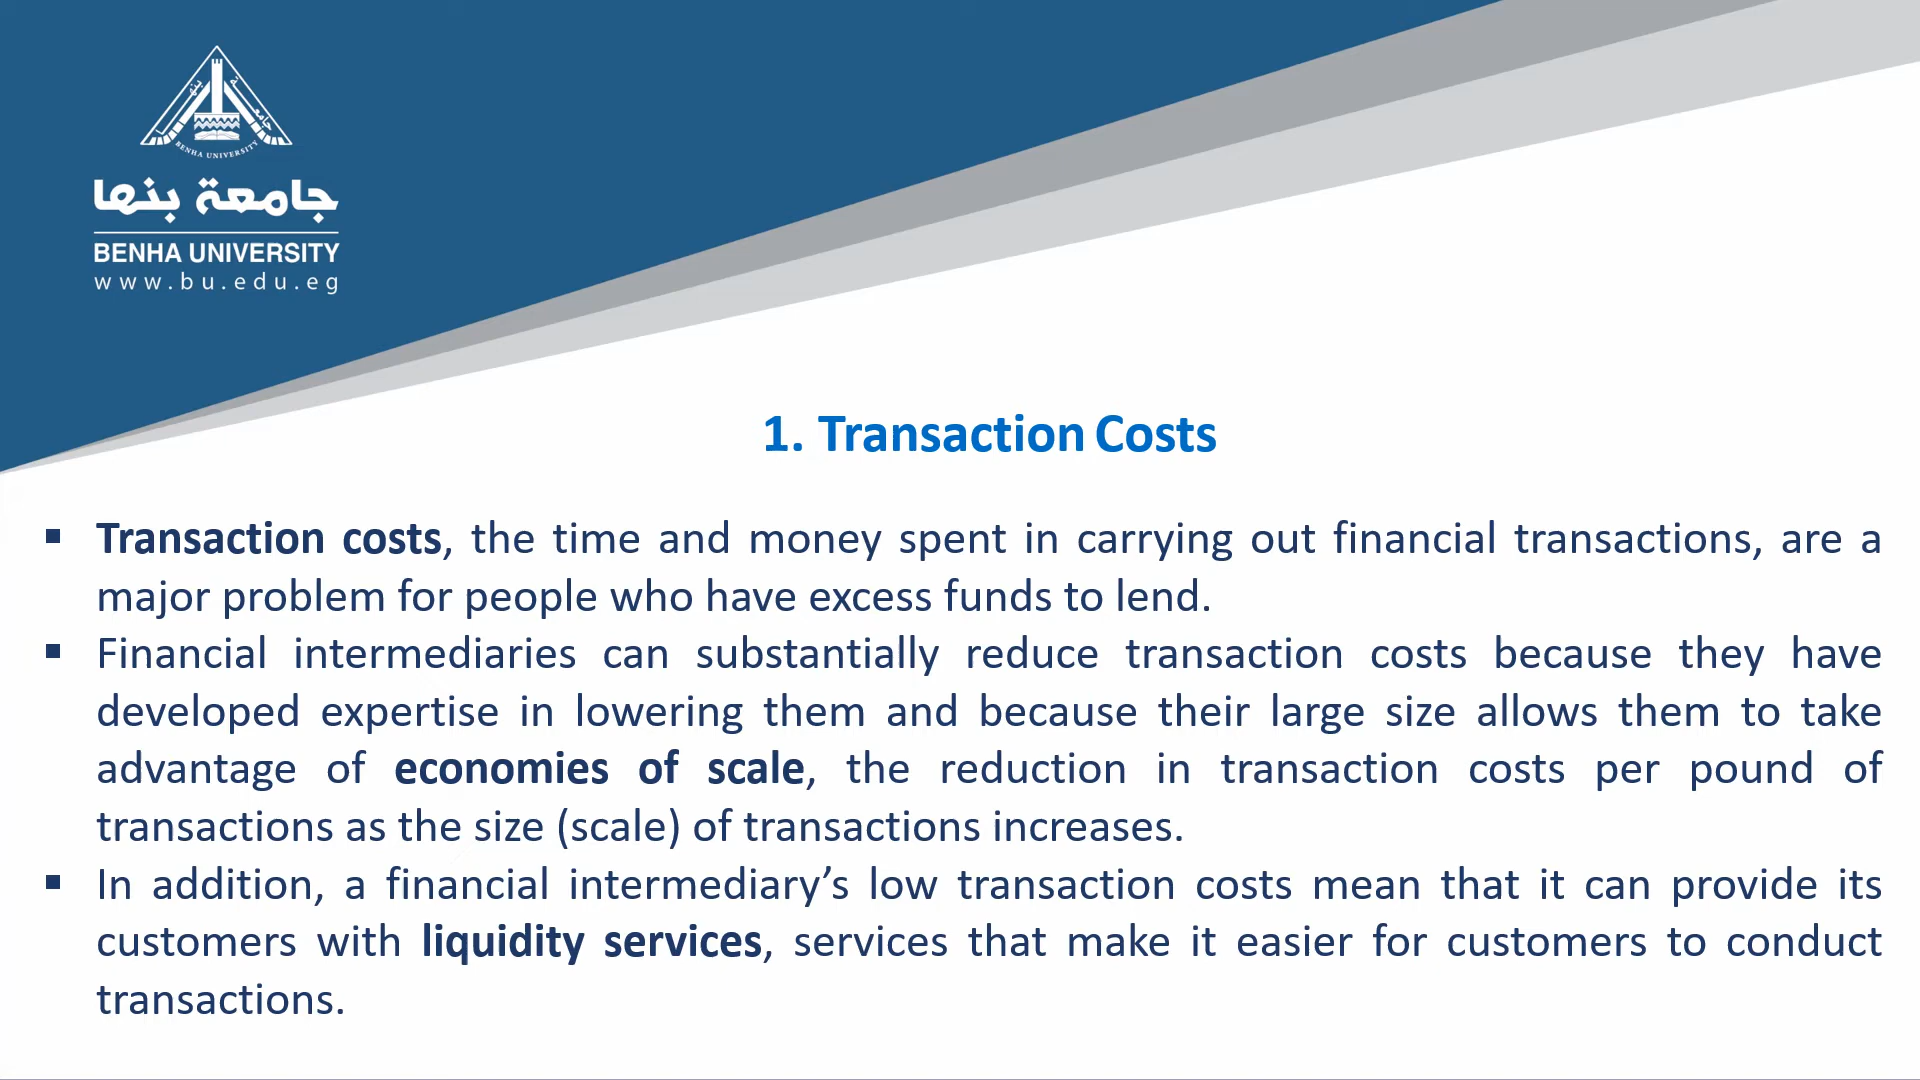 BENHA UNIVERSITY
جامعة بنها
BENHA UNIVERSITY
www.bu.edu.eg
1. Transaction Costs
▪ Transaction costs, the time and money spent in carrying out financial transactions, are a
major problem for people who have excess funds to lend.
▪ Financial intermediaries can substantially reduce transaction costs because they have
developed expertise in lowering them and because their large size allows them to take
advantage of economies of scale, the reduction in transaction costs per pound of
transactions as the size (scale) of transactions increases.
▪ In addition, a financial intermediary’s low transaction costs mean that it can provide its
customers with liquidity services, services that make it easier for customers to conduct
transactions.